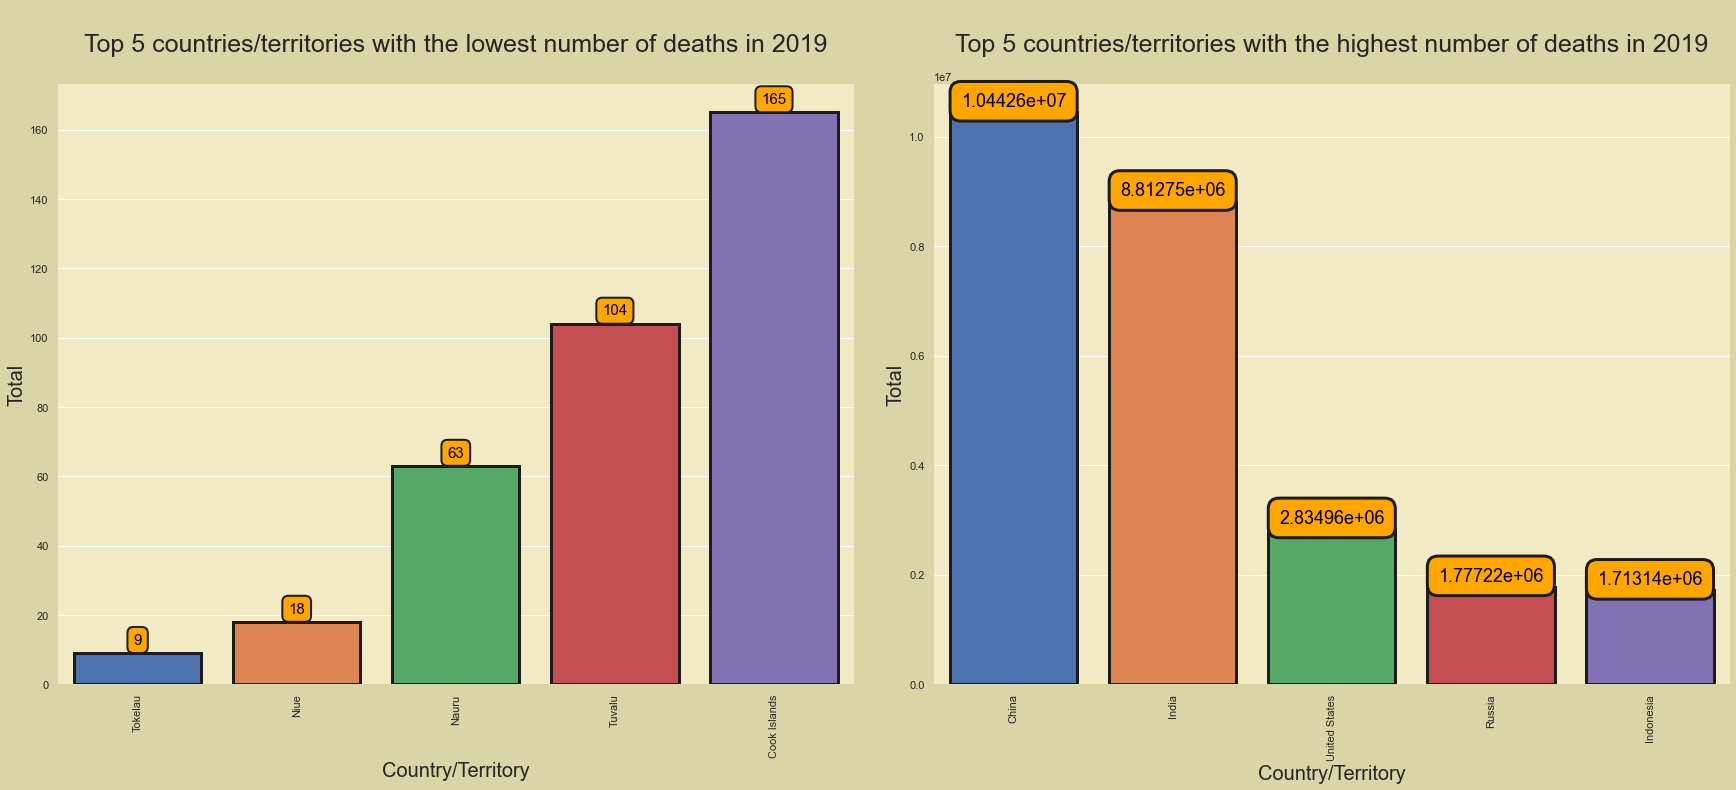 Top 5 countries/territories with the lowest number of deaths in 2019
Total
160
140
120
100
80
60
40
20
0
9
18
63
104
165
Tokelau
Niue
Nauru
Tuvalu
Cook Islands
Country/Territory
Top 5 countries/territories with the highest number of deaths in 2019
1e7
Total
1.0
0.8
0.6
0.4
0.2
0.0
1.04426e+07
8.81275e+06
2.83496e+06
1.77722e+06
1.71314e+06
China
India
United States
Russia
Indonesia
Country/Territory